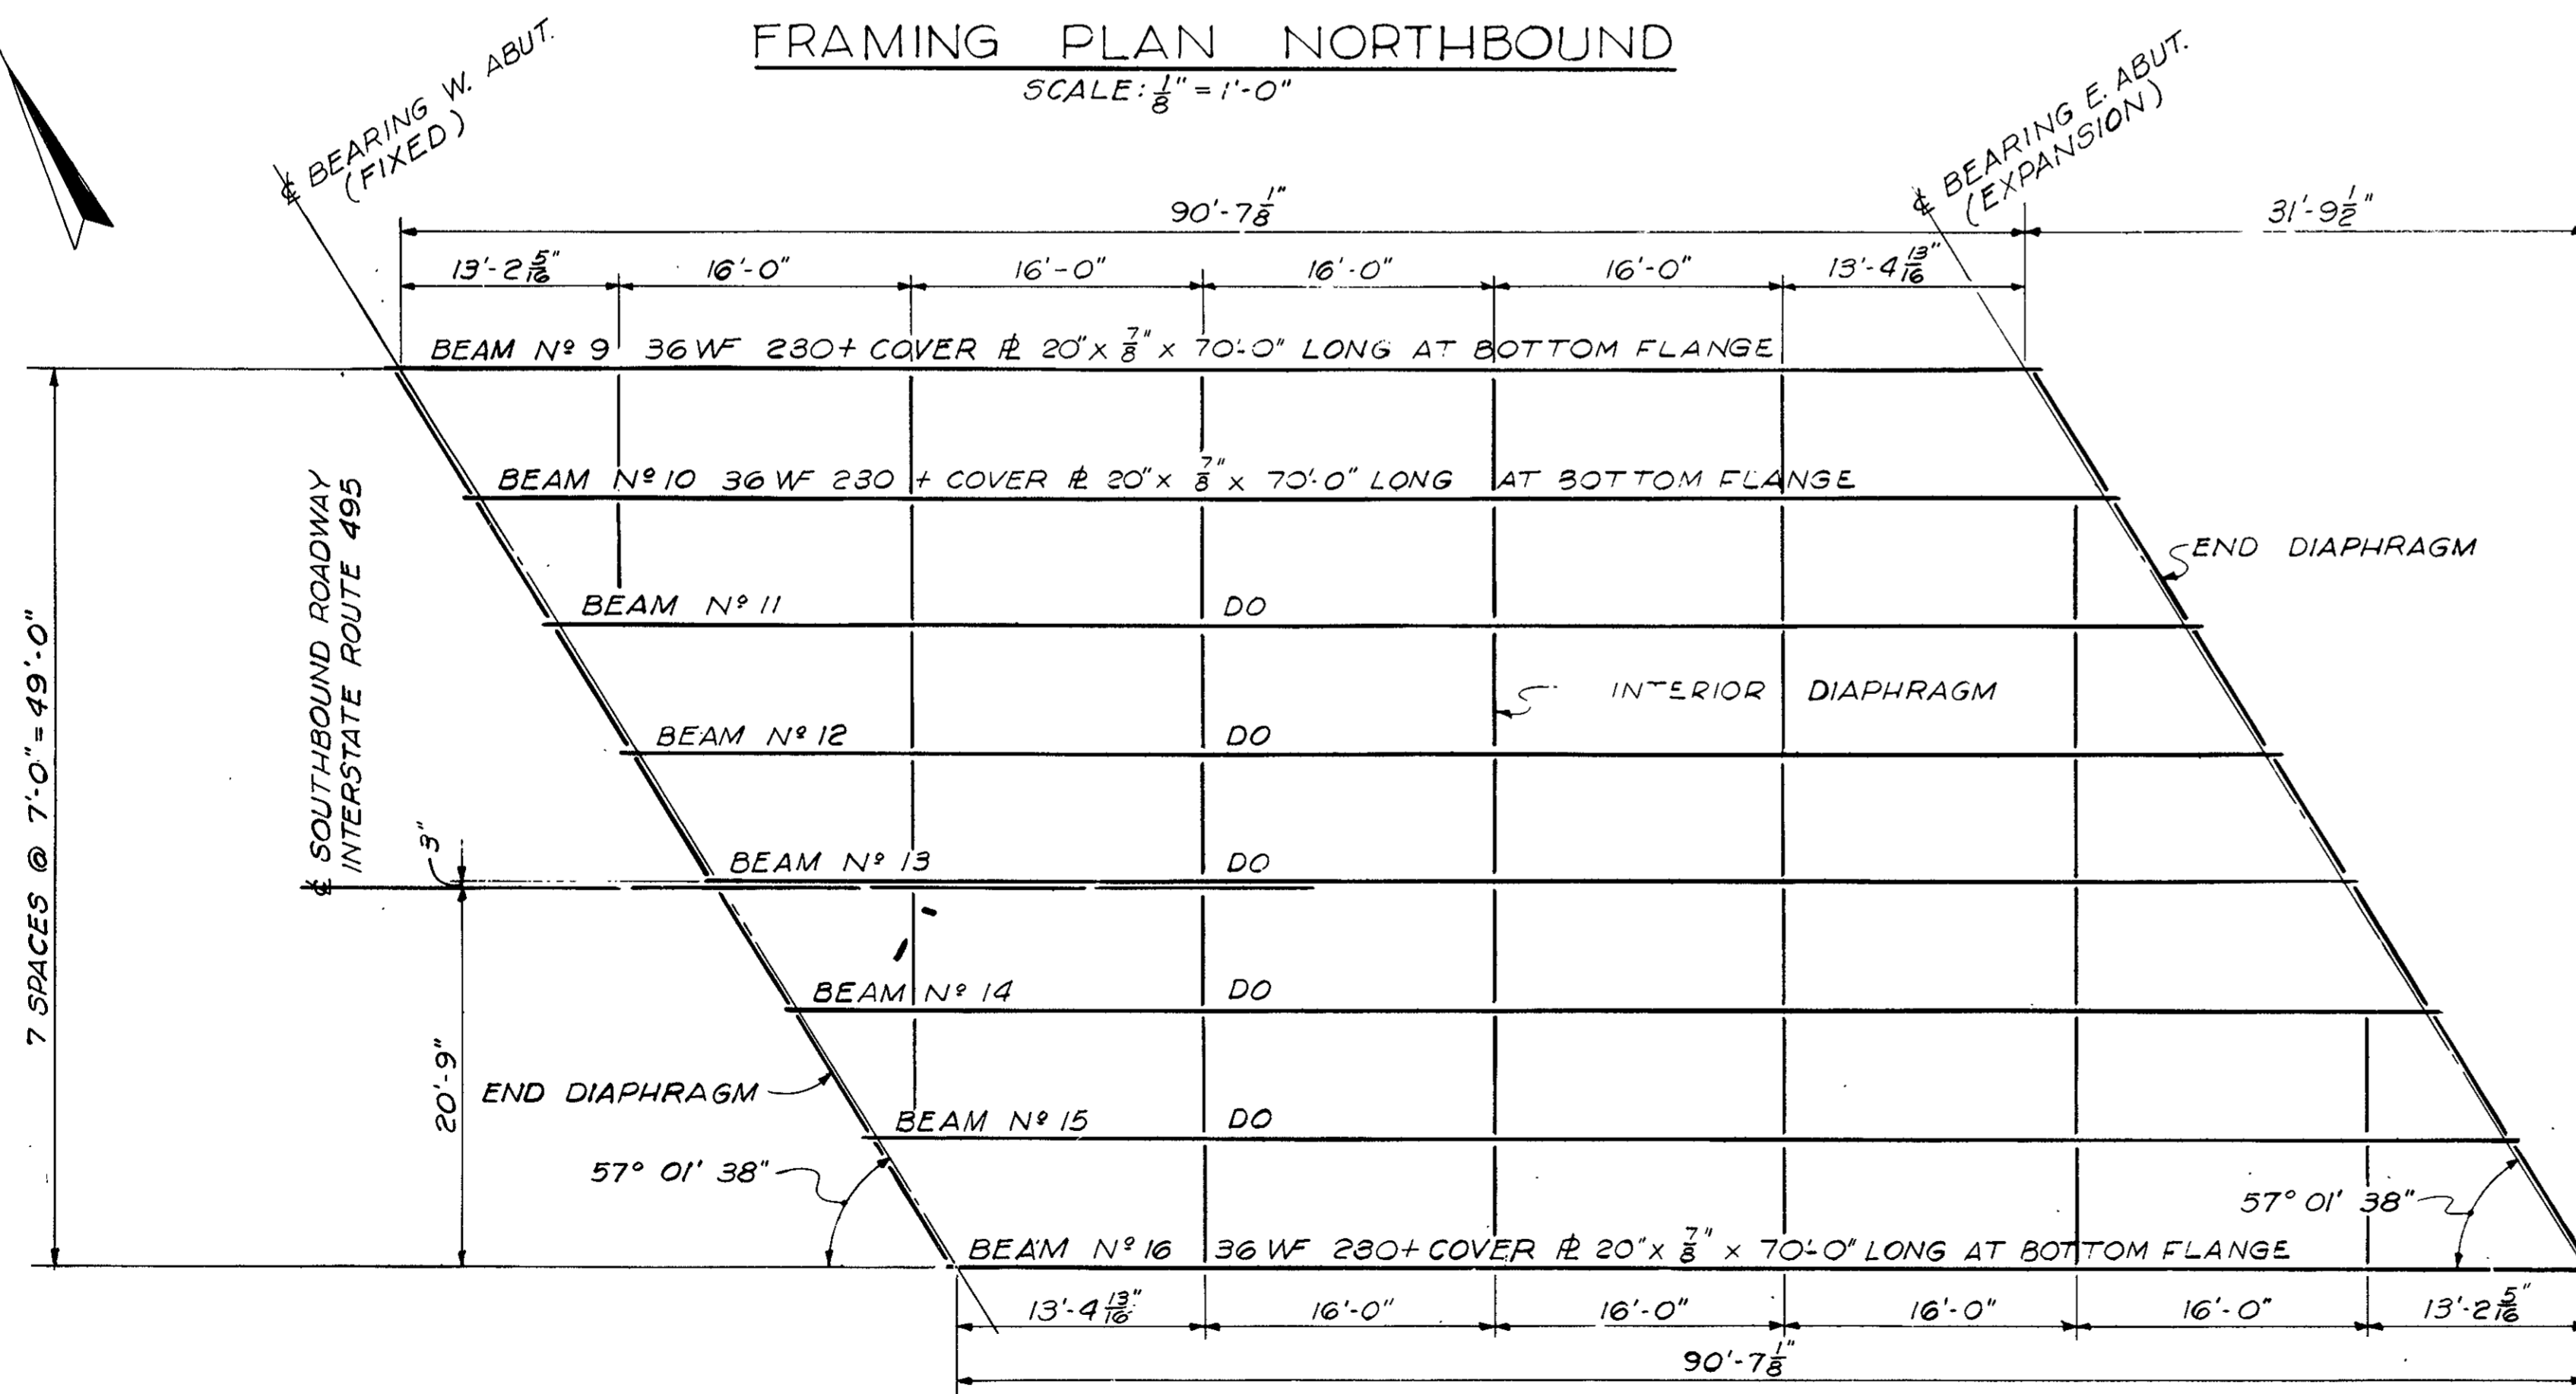 FRAMING PLAN NORTHBOUND
SCALE: 1/8" = 1'-0"
℄ BEARING W. ABUT.
(FIXED)
℄ BEARING E. ABUT.
(EXPANSION)
90'-7 1/8"
31'-9 1/2"
13'-2 5/16" 16'-0" 16'-0" 16'-0" 16'-0" 13'-4 13/16"
BEAM Nº 9 36 WF 230 + COVER ℄ 20" x 7/8" x 70'-0" LONG AT BOTTOM FLANGE
BEAM Nº 10 36 WF 230 + COVER ℄ 20" x 7/8" x 70'-0" LONG AT BOTTOM FLANGE
END DIAPHRAGM
℄ SOUTHBOUND ROADWAY
INTERSTATE ROUTE 495
BEAM Nº 11 DO
7 SPACES @ 7'-0" = 49'-0"
INTERIOR DIAPHRAGM
BEAM Nº 12 DO
3"
BEAM Nº 13 DO
BEAM Nº 14 DO
20'-9"
END DIAPHRAGM
BEAM Nº 15 DO
57° 01' 38"
57° 01' 38"
BEAM Nº 16 36 WF 230 + COVER ℄ 20" x 7/8" x 70'-0" LONG AT BOTTOM FLANGE
13'-4 13/16" 16'-0" 16'-0" 16'-0" 16'-0" 13'-2 5/16"
90'-7 1/8"